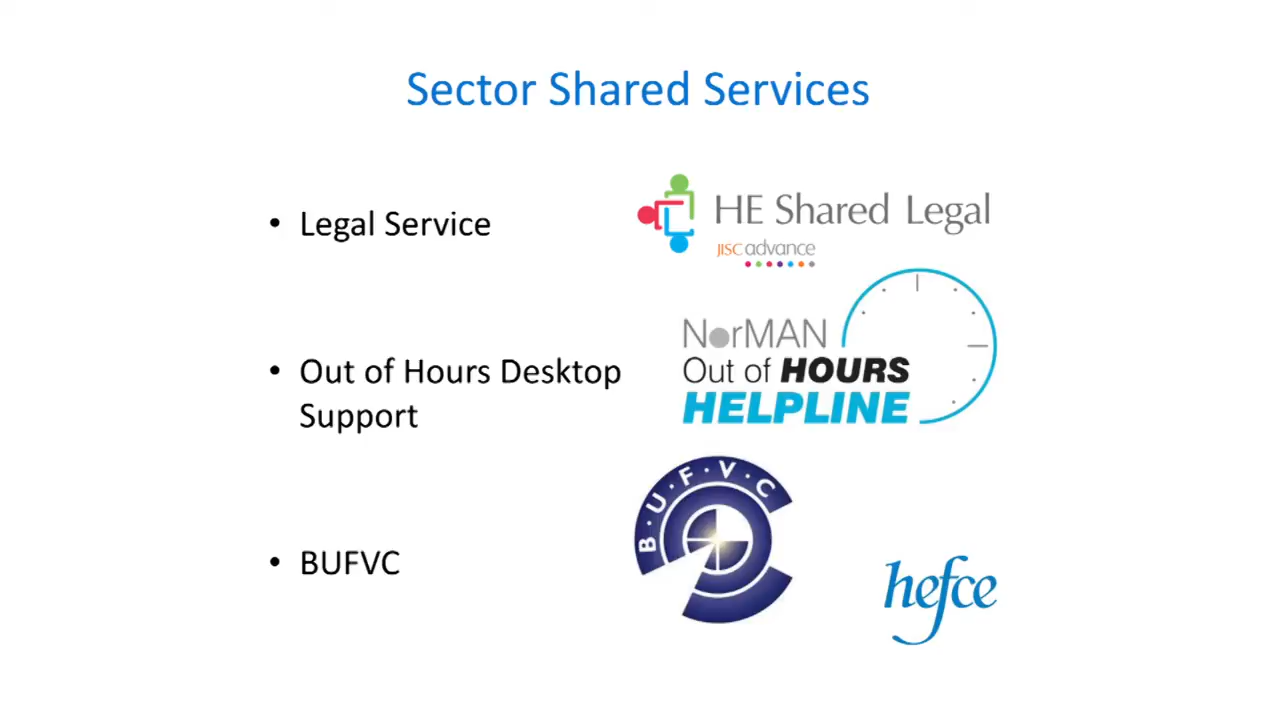 Sector Shared Services
• Legal Service
HE Shared Legal
JISC advance
• Out of Hours Desktop
Support
NorMAN
Out of HOURS
HELPLINE
• BUFVC
B·U·F·V·C
hefce